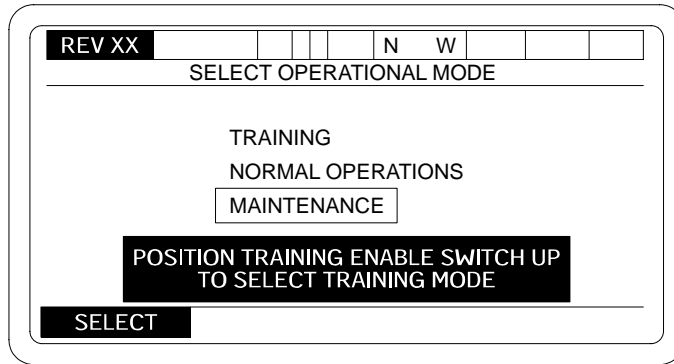 REV XX N W
SELECT OPERATIONAL MODE
TRAINING
NORMAL OPERATIONS
MAINTENANCE
POSITION TRAINING ENABLE SWITCH UP
TO SELECT TRAINING MODE
SELECT